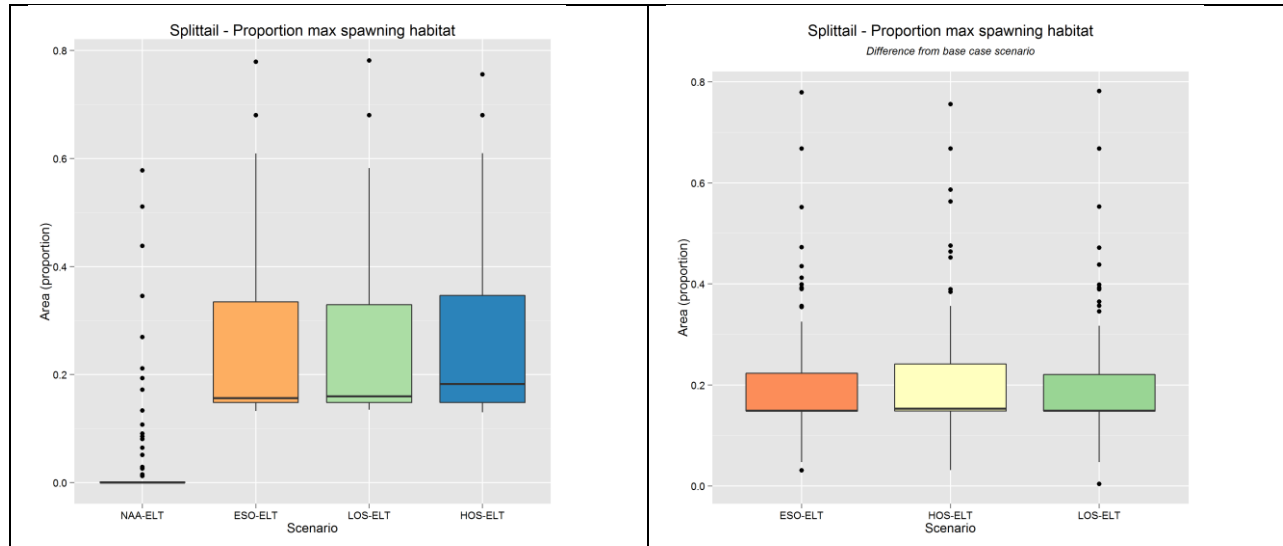 Splittail - Proportion max spawning habitat
0.8
0.6
0.4
0.2
0.0
Area (proportion)
NAA-ELT ESO-ELT LOS-ELT HOS-ELT
Scenario
Splittail - Proportion max spawning habitat
Difference from base case scenario
0.8
0.6
0.4
0.2
0.0
Area (proportion)
ESO-ELT HOS-ELT LOS-ELT
Scenario